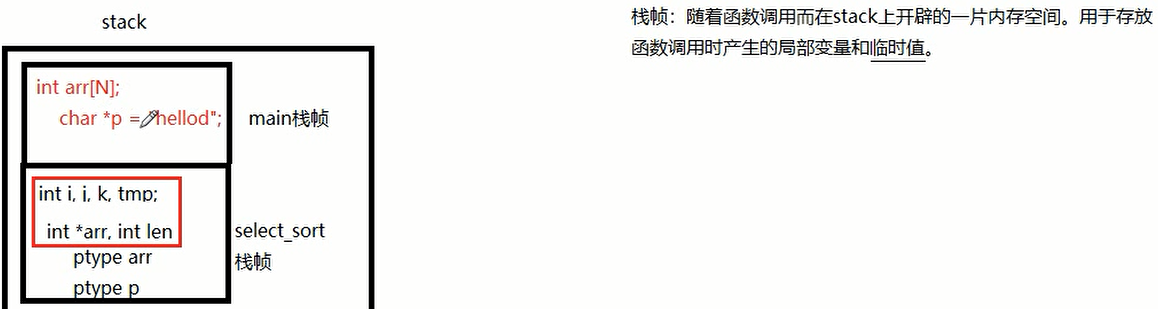 stack
栈帧：随着函数调用而在stack上开辟的一片内存空间。用于存放
函数调用时产生的局部变量和临时值。
int arr[N];
char *p = "hellod";
main栈帧
int i, j, k, tmp;
int *arr, int len
ptype arr
ptype p
select_sort
栈帧